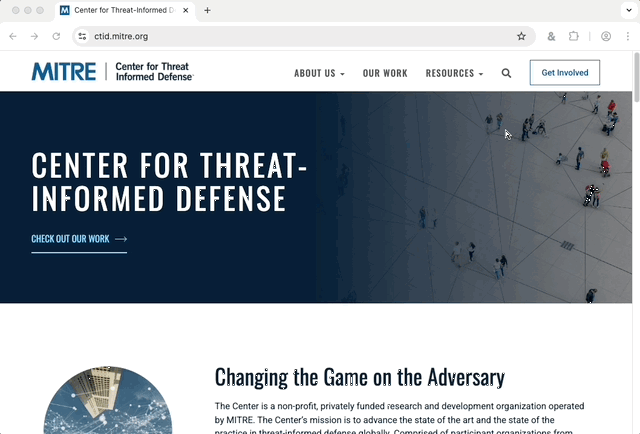 Center for Threat-Informed D
ctid.mitre.org
MITRE
Center for Threat
Informed Defense
ABOUT US
OUR WORK
RESOURCES
Get Involved
CENTER FOR THREAT-
INFORMED DEFENSE
CHECK OUT OUR WORK
Changing the Game on the Adversary
The Center is a non-profit, privately funded research and development organization operated
by MITRE. The Center's mission is to advance the state of the art and the state of the
practice in threat-informed defense globally. Comprised of participant organizations from